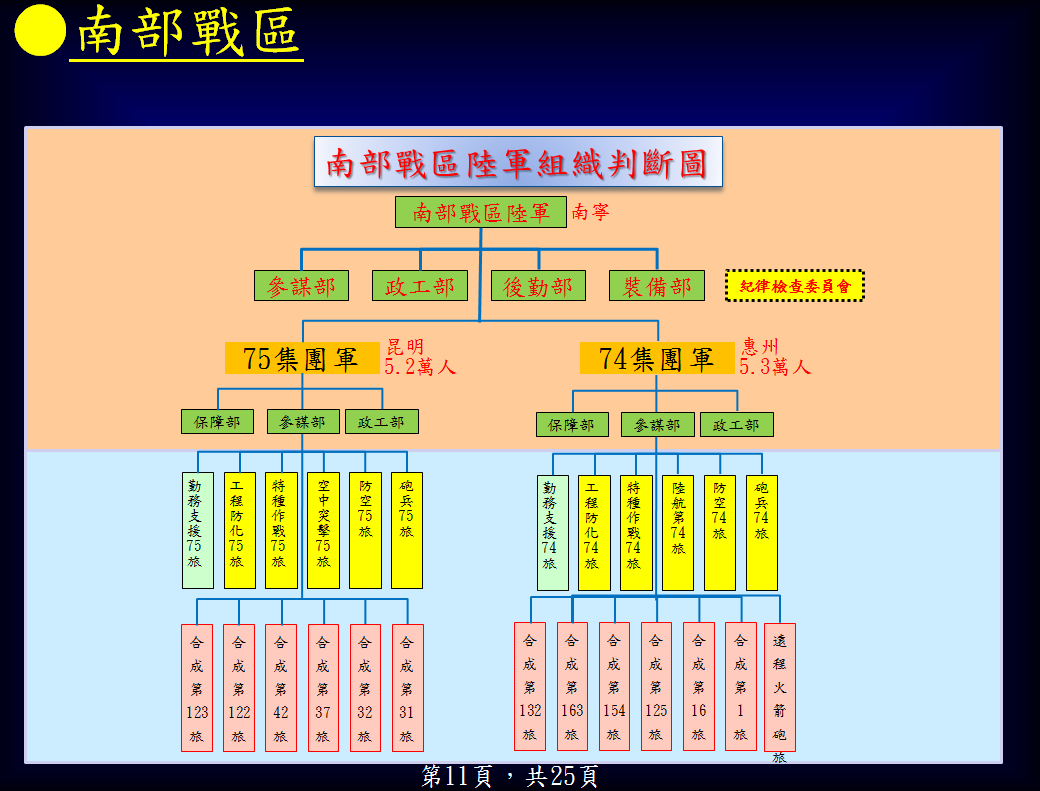 南部戰區
南部戰區陸軍組織判斷圖
南部戰區陸軍
南寧
參謀部
政工部
後勤部
裝備部
紀律檢查委員會
75集團軍
昆明
5.2萬人
74集團軍
惠州
5.3萬人
保障部
參謀部
政工部
保障部
參謀部
政工部
勤務支援75旅
工程防化75旅
特種作戰75旅
空中突擊75旅
防空75旅
砲兵75旅
勤務支援74旅
工程防化74旅
特種作戰74旅
陸航第74旅
防空74旅
砲兵74旅
合成第123旅
合成第122旅
合成第42旅
合成第37旅
合成第32旅
合成第31旅
合成第132旅
合成第163旅
合成第154旅
合成第125旅
合成第16旅
合成第1旅
遠程火箭砲旅
第11頁，共25頁